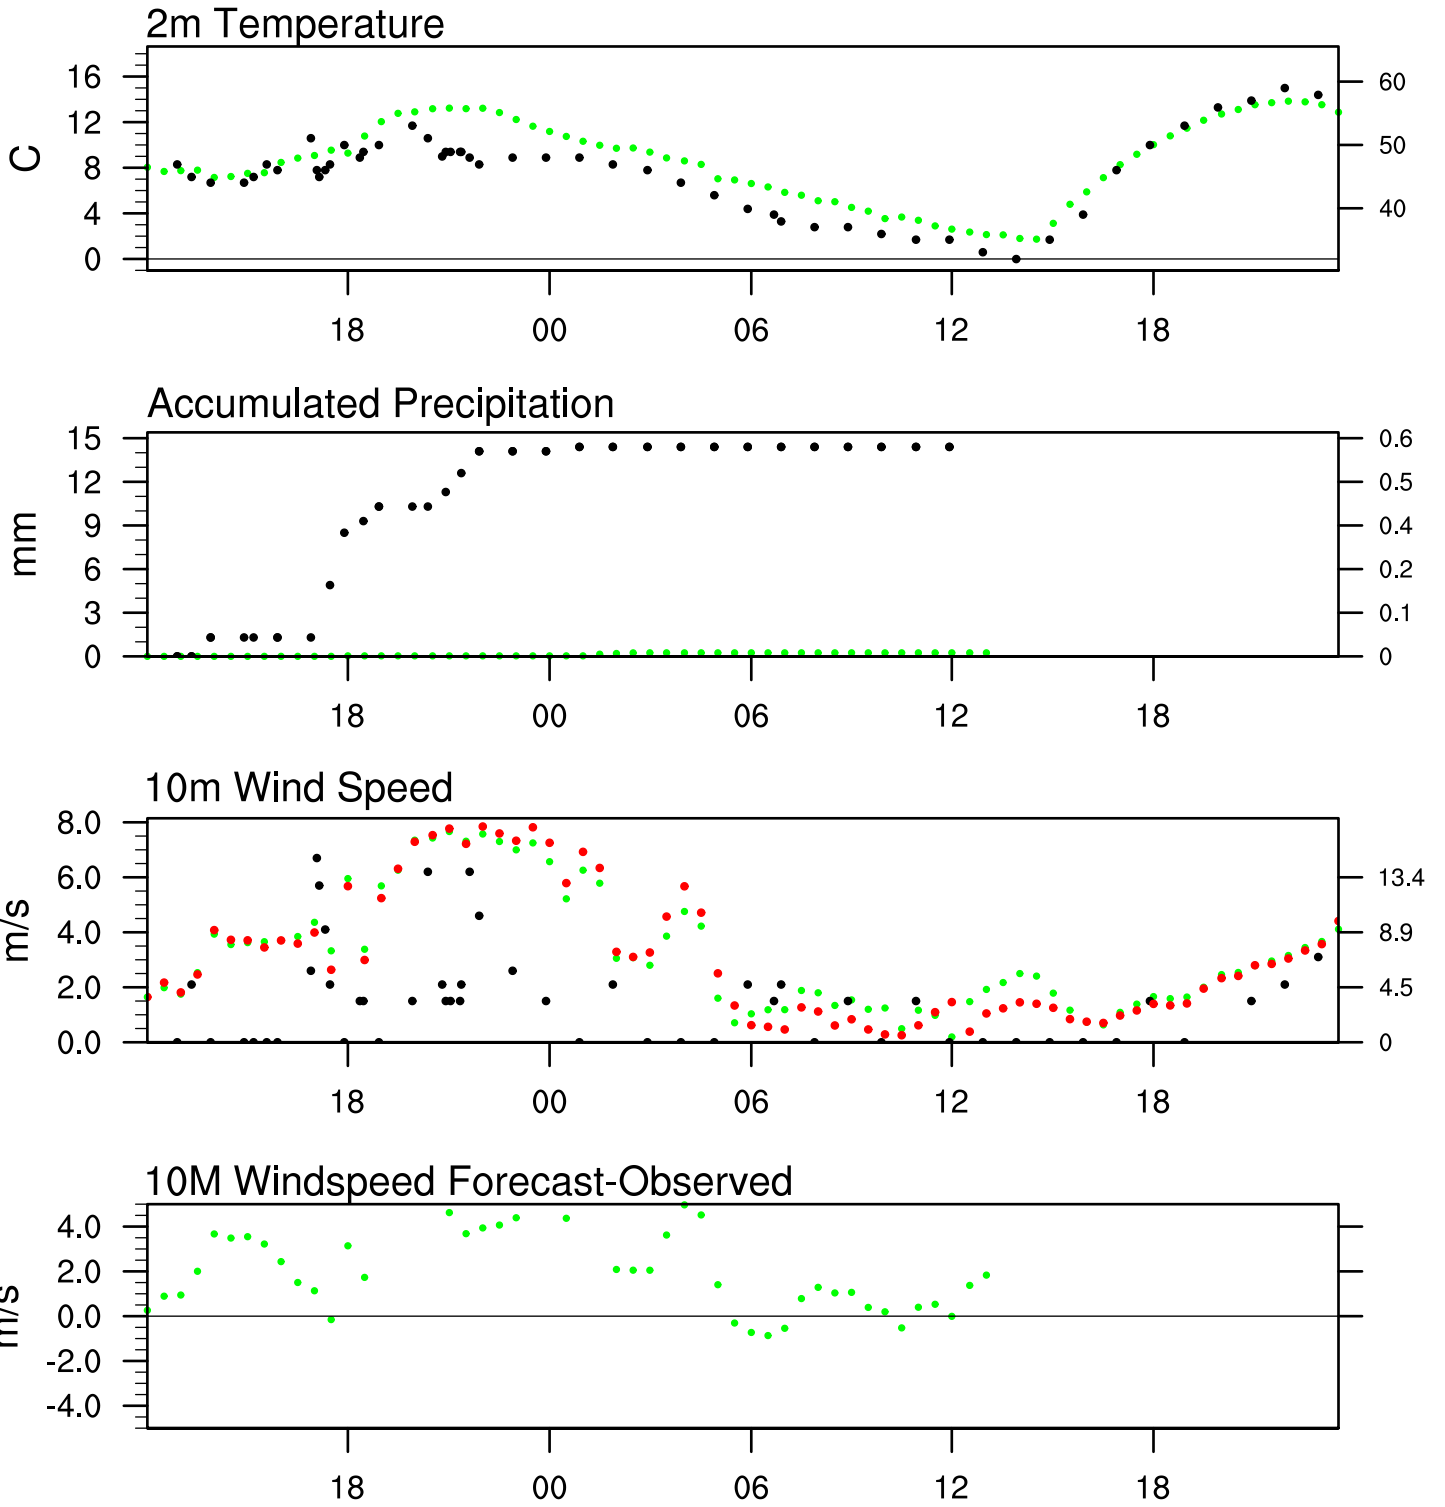 2m Temperature
16 60
12 50
8
4 40
0
C
18 00 06 12 18
Accumulated Precipitation
15 0.6
12 0.5
9 0.4
6 0.2
3 0.1
0 0
mm
18 00 06 12 18
10m Wind Speed
8.0
6.0 13.4
4.0 8.9
2.0 4.5
0.0 0
m/s
18 00 06 12 18
10M Windspeed Forecast-Observed
4.0
2.0
0.0
-2.0
-4.0
m/s
18 00 06 12 18